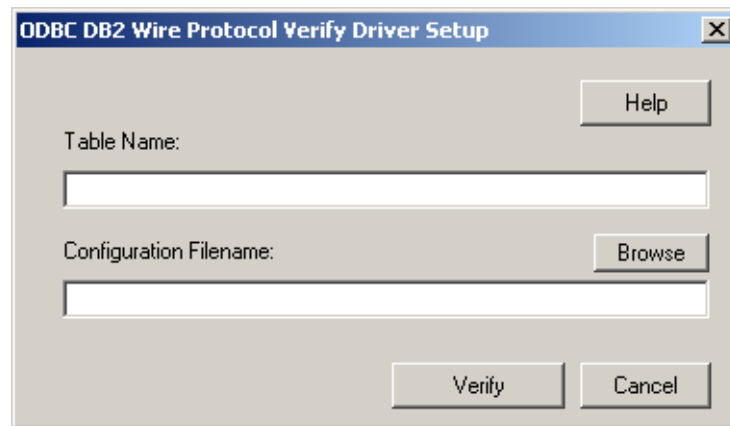 ODBC DB2 Wire Protocol Verify Driver Setup
Help
Table Name:
Configuration Filename:
Browse
Verify
Cancel